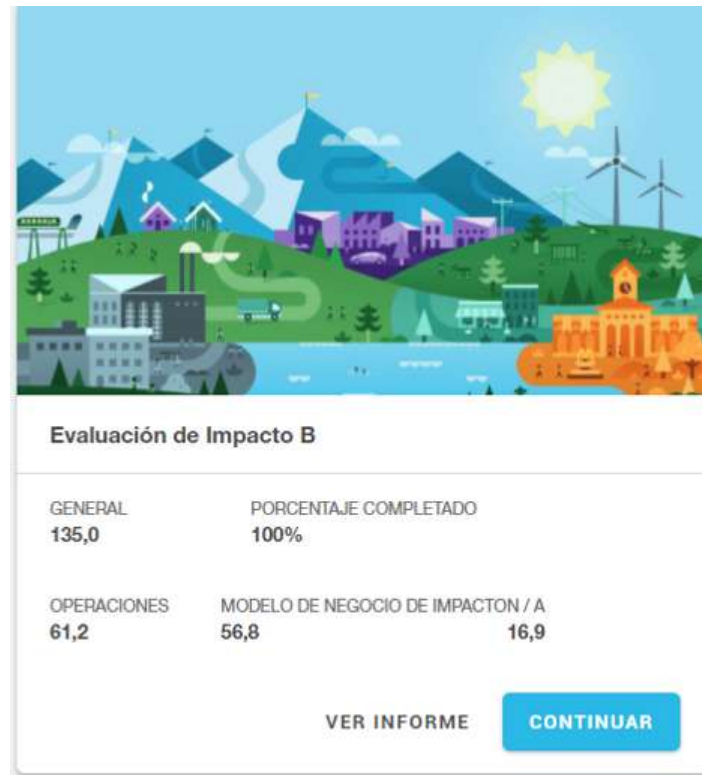 Evaluación de Impacto B
GENERAL PORCENTAJE COMPLETADO
135,0 100%
OPERACIONES MODELO DE NEGOCIO DE IMPACTON / A
61,2 56,8 16,9
VER INFORME CONTINUAR